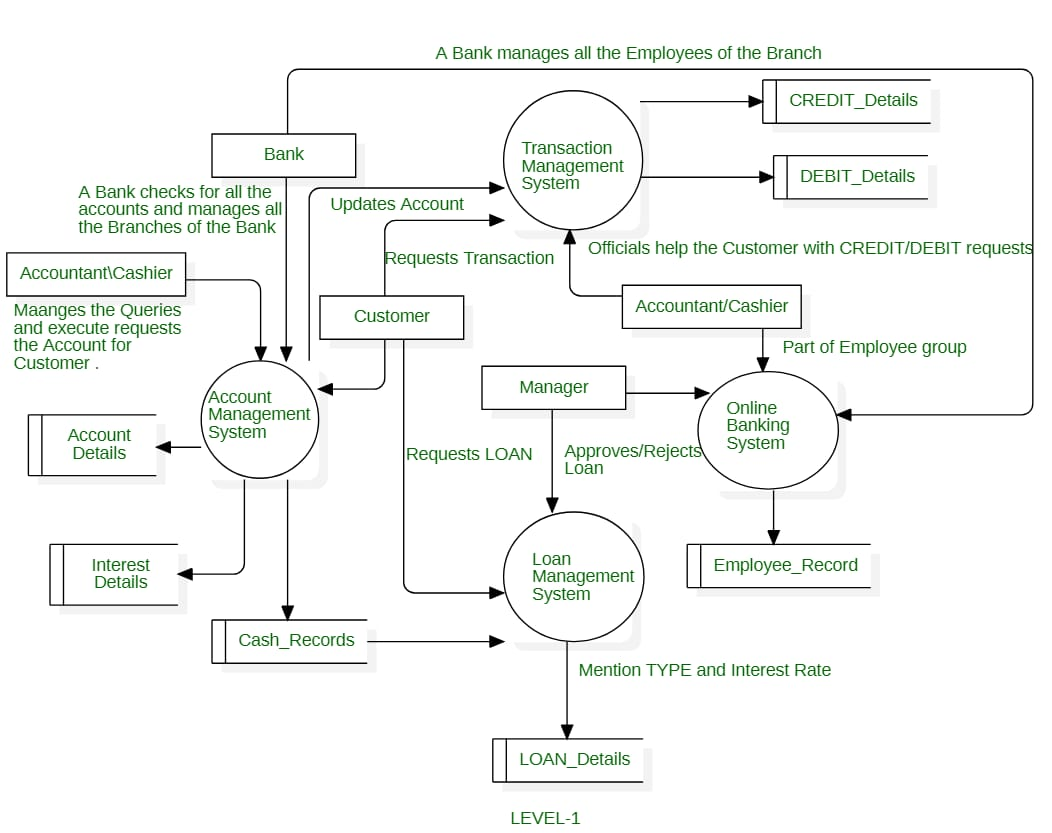 A Bank manages all the Employees of the Branch
CREDIT_Details
Bank
Transaction
Management
System
DEBIT_Details
A Bank checks for all the
accounts and manages all
the Branches of the Bank
Updates Account
Requests Transaction
Officials help the Customer with CREDIT/DEBIT requests
Accountant\Cashier
Maanges the Queries
and execute requests
the Account for
Customer .
Customer
Accountant/Cashier
Part of Employee group
Manager
Account
Management
System
Online
Banking
System
Account
Details
Requests LOAN
Approves/Rejects
Loan
Interest
Details
Loan
Management
System
Employee_Record
Cash_Records
Mention TYPE and Interest Rate
LOAN_Details
LEVEL-1